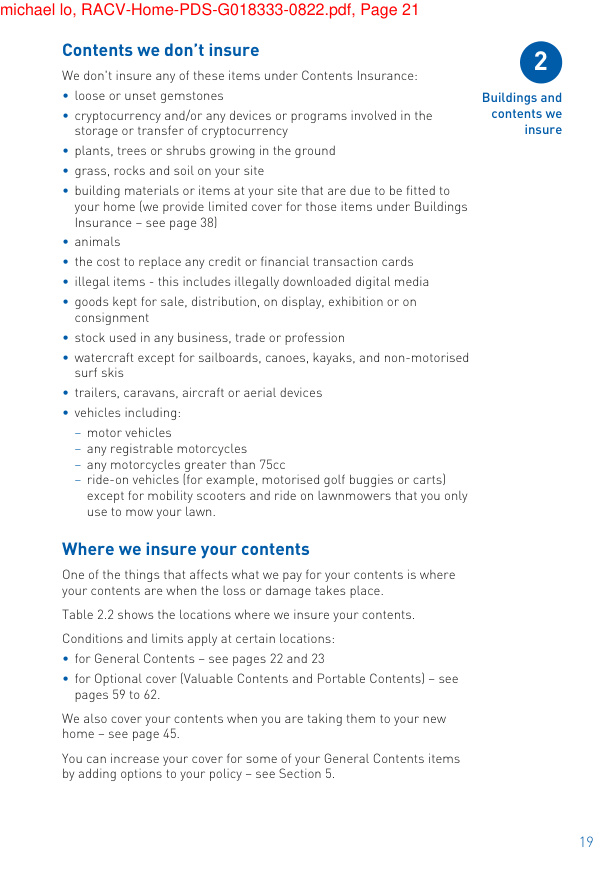 michael lo, RACV-Home-PDS-G018333-0822.pdf, Page 21
Contents we don't insure
We don't insure any of these items under Contents Insurance:
• loose or unset gemstones
• cryptocurrency and/or any devices or programs involved in the
storage or transfer of cryptocurrency
• plants, trees or shrubs growing in the ground
• grass, rocks and soil on your site
• building materials or items at your site that are due to be fitted to
your home (we provide limited cover for those items under Buildings
Insurance – see page 38)
• animals
• the cost to replace any credit or financial transaction cards
• illegal items - this includes illegally downloaded digital media
• goods kept for sale, distribution, on display, exhibition or on
consignment
• stock used in any business, trade or profession
• watercraft except for sailboards, canoes, kayaks, and non-motorised
surf skis
• trailers, caravans, aircraft or aerial devices
• vehicles including:
– motor vehicles
– any registrable motorcycles
– any motorcycles greater than 75cc
– ride-on vehicles (for example, motorised golf buggies or carts)
except for mobility scooters and ride on lawnmowers that you only
use to mow your lawn.
Where we insure your contents
One of the things that affects what we pay for your contents is where
your contents are when the loss or damage takes place.
Table 2.2 shows the locations where we insure your contents.
Conditions and limits apply at certain locations:
• for General Contents – see pages 22 and 23
• for Optional cover (Valuable Contents and Portable Contents) – see
pages 59 to 62.
We also cover your contents when you are taking them to your new
home – see page 45.
You can increase your cover for some of your General Contents items
by adding options to your policy – see Section 5.
2
Buildings and
contents we
insure
19